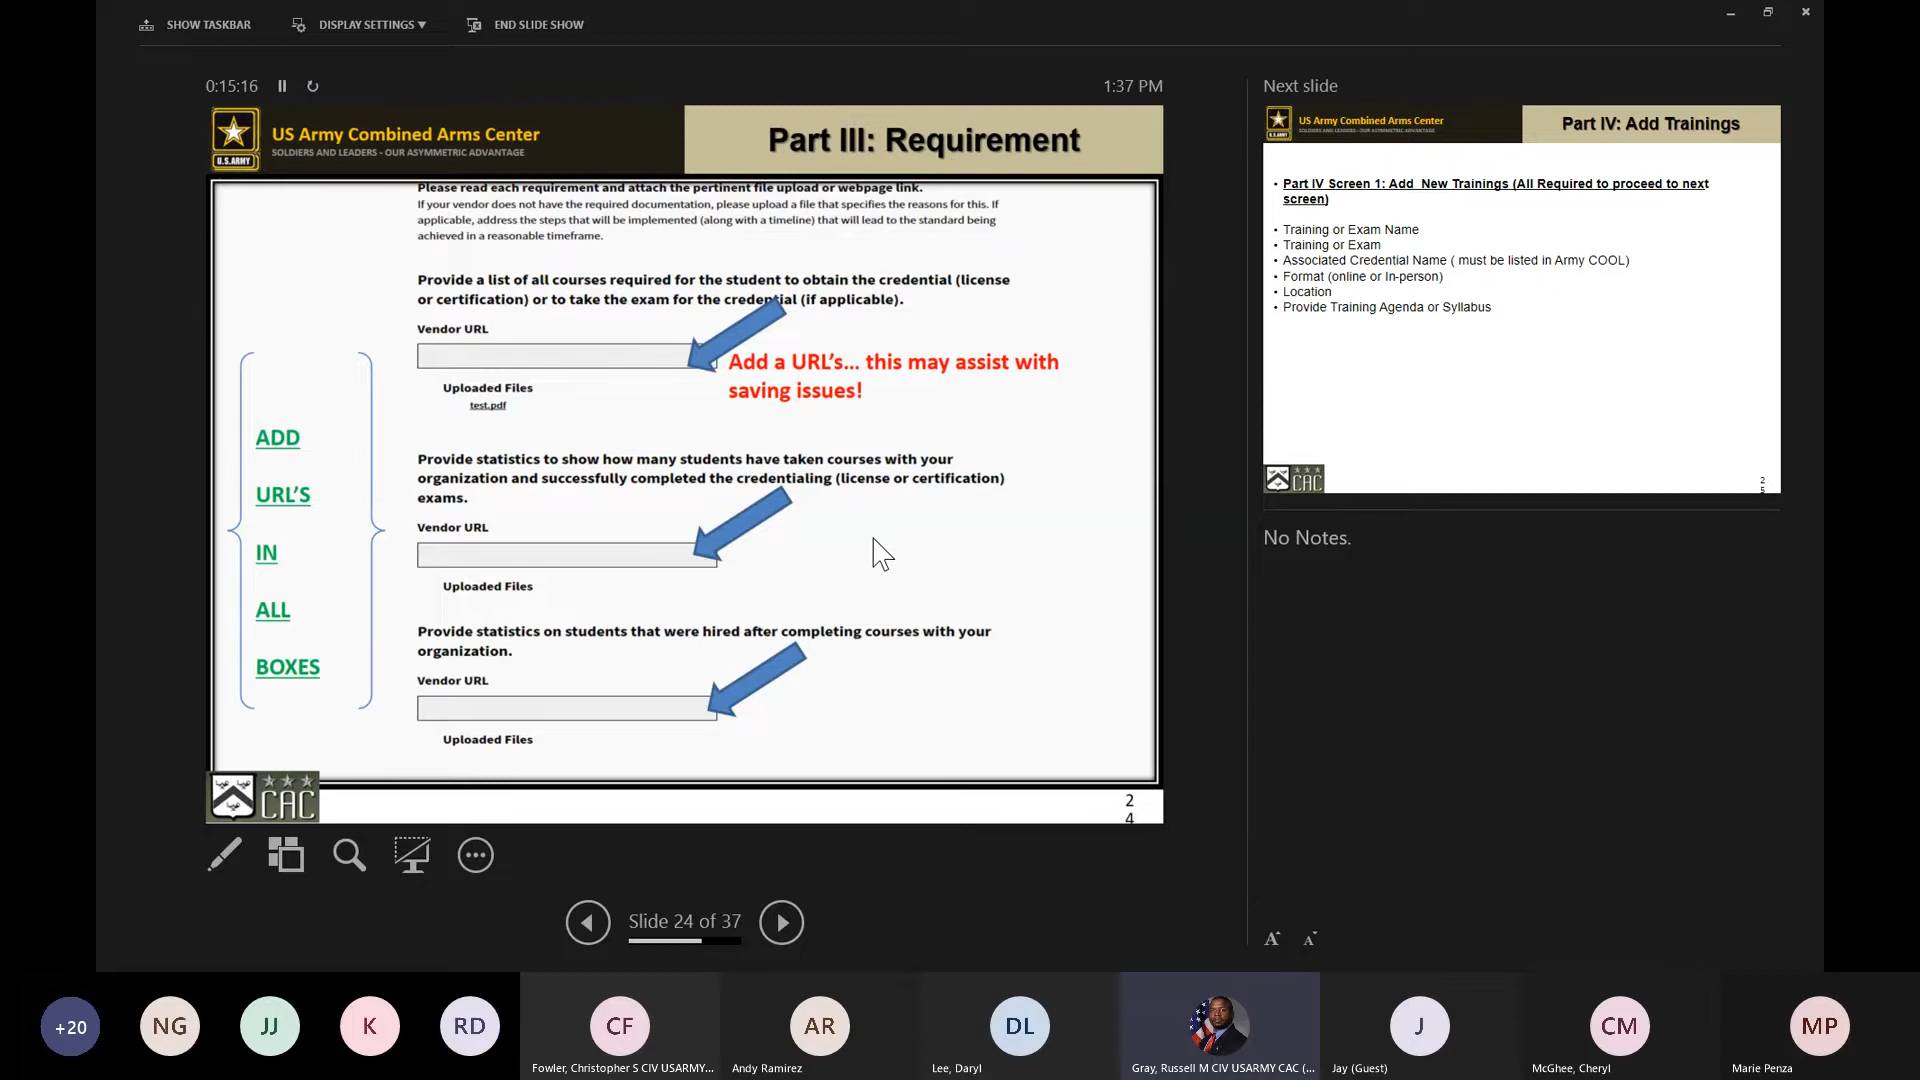 SHOW TASKBAR
DISPLAY SETTINGS ▼
END SLIDE SHOW
0:15:16
1:37 PM
US Army Combined Arms Center
SOLDIERS AND LEADERS - OUR ASYMMETRIC ADVANTAGE
U.S.ARMY
Part III: Requirement
Please read each requirement and attach the pertinent file upload or webpage link.
If your vendor does not have the required documentation, please upload a file that specifies the reasons for this. If
applicable, address the steps that will be implemented (along with a timeline) that will lead to the standard being
achieved in a reasonable timeframe.
Provide a list of all courses required for the student to obtain the credential (license
or certification) or to take the exam for the credential (if applicable).
Vendor URL
Add a URL's... this may assist with
saving issues!
Uploaded Files
test.pdf
ADD
URL'S
IN
ALL
BOXES
Provide statistics to show how many students have taken courses with your
organization and successfully completed the credentialing (license or certification)
exams.
Vendor URL
Uploaded Files
Provide statistics on students that were hired after completing courses with your
organization.
Vendor URL
Uploaded Files
CAC
2
4
Slide 24 of 37
Next slide
US Army Combined Arms Center
SOLDIERS AND LEADERS - OUR ASYMMETRIC ADVANTAGE
Part IV: Add Trainings
• Part IV Screen 1: Add New Trainings (All Required to proceed to next
screen)
• Training or Exam Name
• Training or Exam
• Associated Credential Name ( must be listed in Army COOL)
• Format (online or In-person)
• Location
• Provide Training Agenda or Syllabus
CAC
2
5
No Notes.
A A
+20
NG
JJ
K
RD
CF
AR
DL
J
CM
MP
Fowler, Christopher S CIV USARMY...
Andy Ramirez
Lee, Daryl
Gray, Russell M CIV USARMY CAC (...
Jay (Guest)
McGhee, Cheryl
Marie Penza